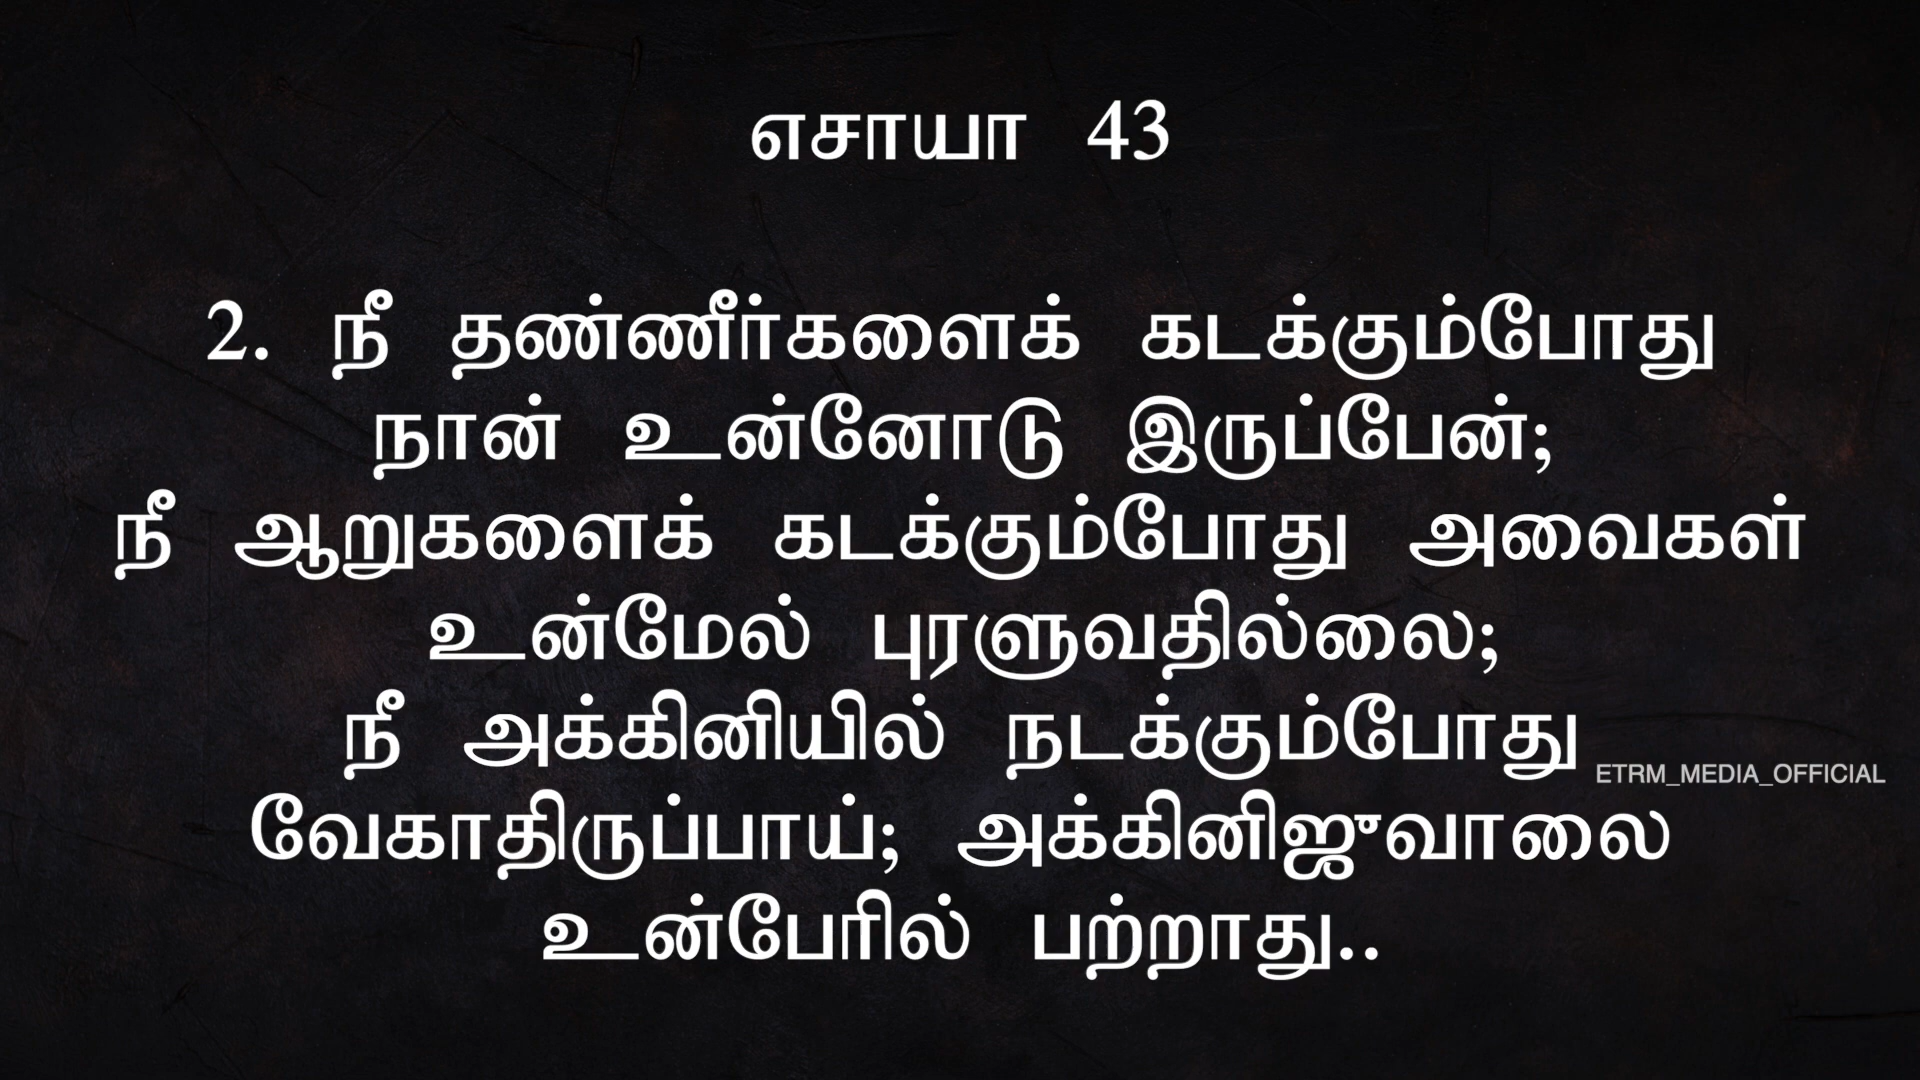 எசாயா 43
2. நீ தண்ணீர்களைக் கடக்கும்போது
நான் உன்னோடு இருப்பேன்;
நீ ஆறுகளைக் கடக்கும்போது அவைகள்
உன்மேல் புரளுவதில்லை;
நீ அக்கினியில் நடக்கும்போது
ETRM_MEDIA_OFFICIAL
வேகாதிருப்பாய்; அக்கினிஜுவாலை
உன்பேரில் பற்றாது..